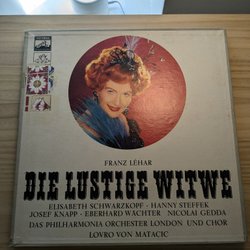 FRANZ LÉHAR
DIE LUSTIGE WITWE
ELISABETH SCHWARZKOPF · HANNY STEFFEK
JOSEF KNAPP · EBERHARD WÄCHTER · NICOLAI GEDDA
DAS PHILHARMONIA ORCHESTER LONDON UND CHOR
LOVRO VON MATACIC